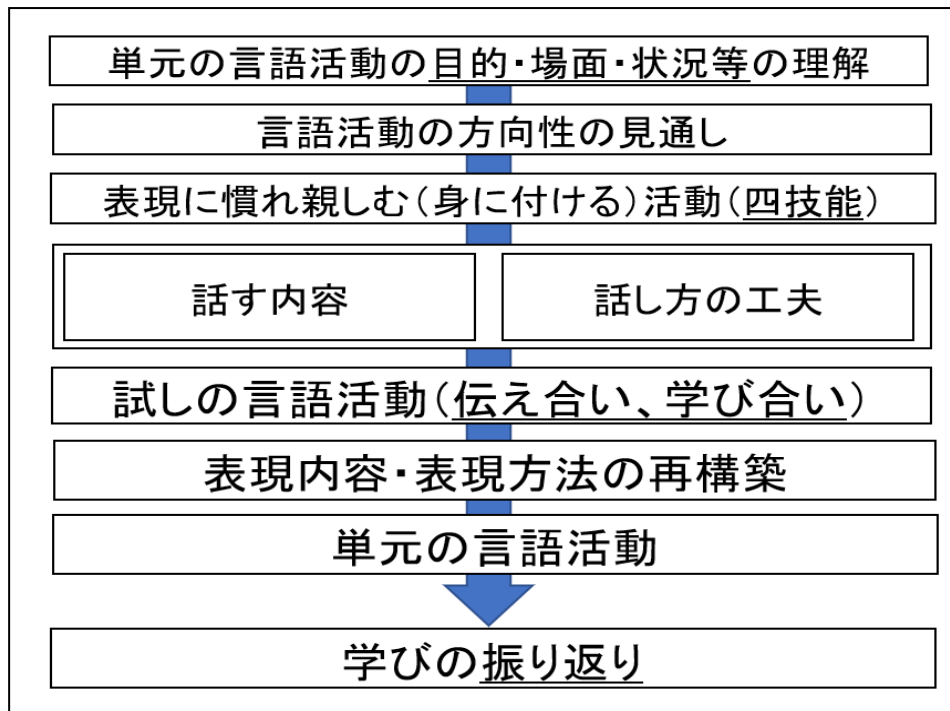 単元の言語活動の目的・場面・状況等の理解
言語活動の方向性の見通し
表現に慣れ親しむ(身に付ける)活動(四技能)
話す内容
話し方の工夫
試しの言語活動(伝え合い、学び合い)
表現内容・表現方法の再構築
単元の言語活動
学びの振り返り